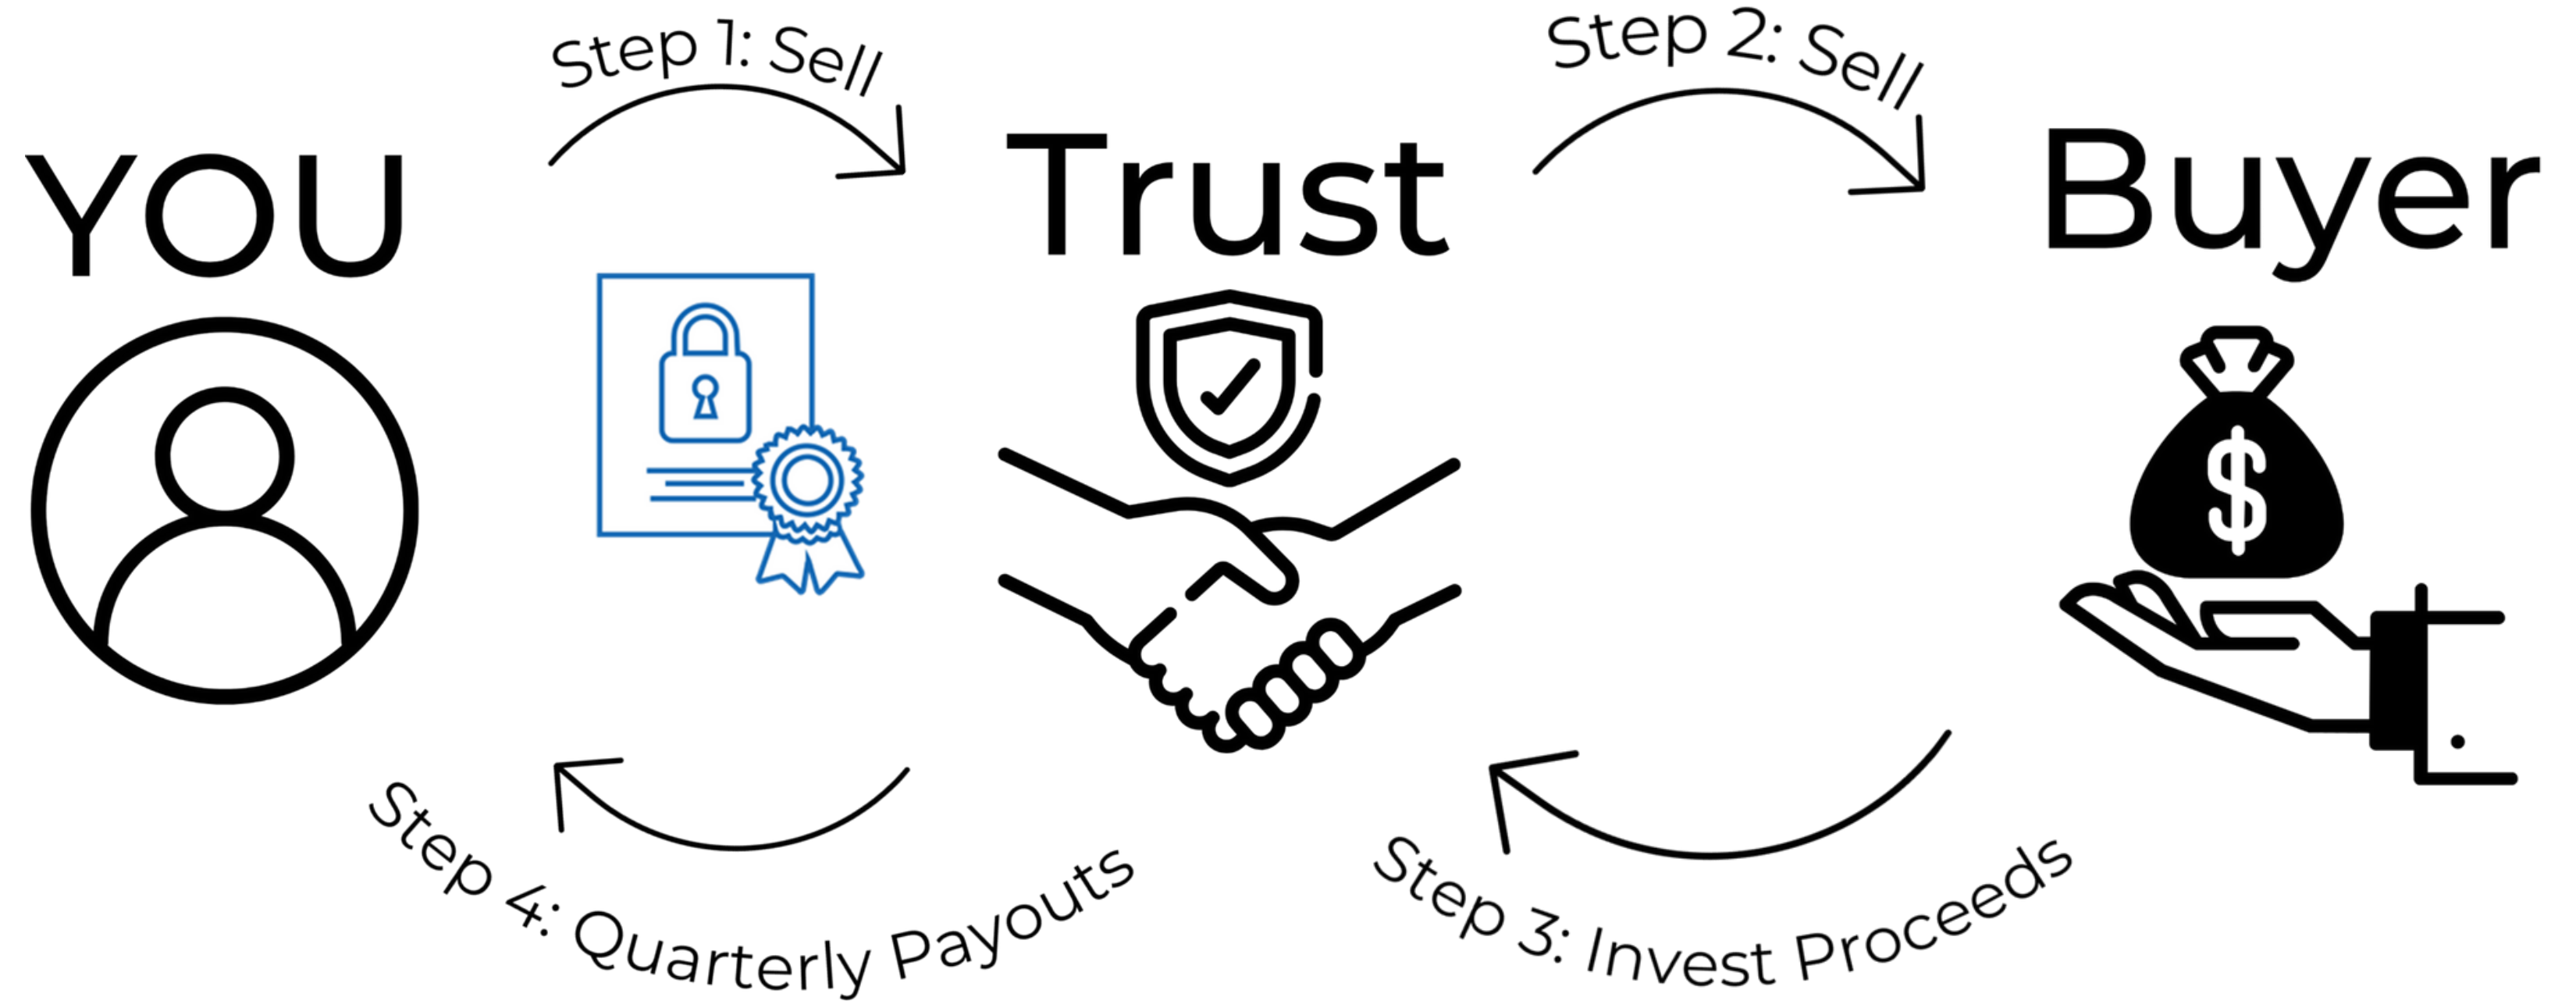 Step 1: Sell
Step 2: Sell
YOU
Trust
Buyer
$
Step 4: Quarterly Payouts
Step 3: Invest Proceeds